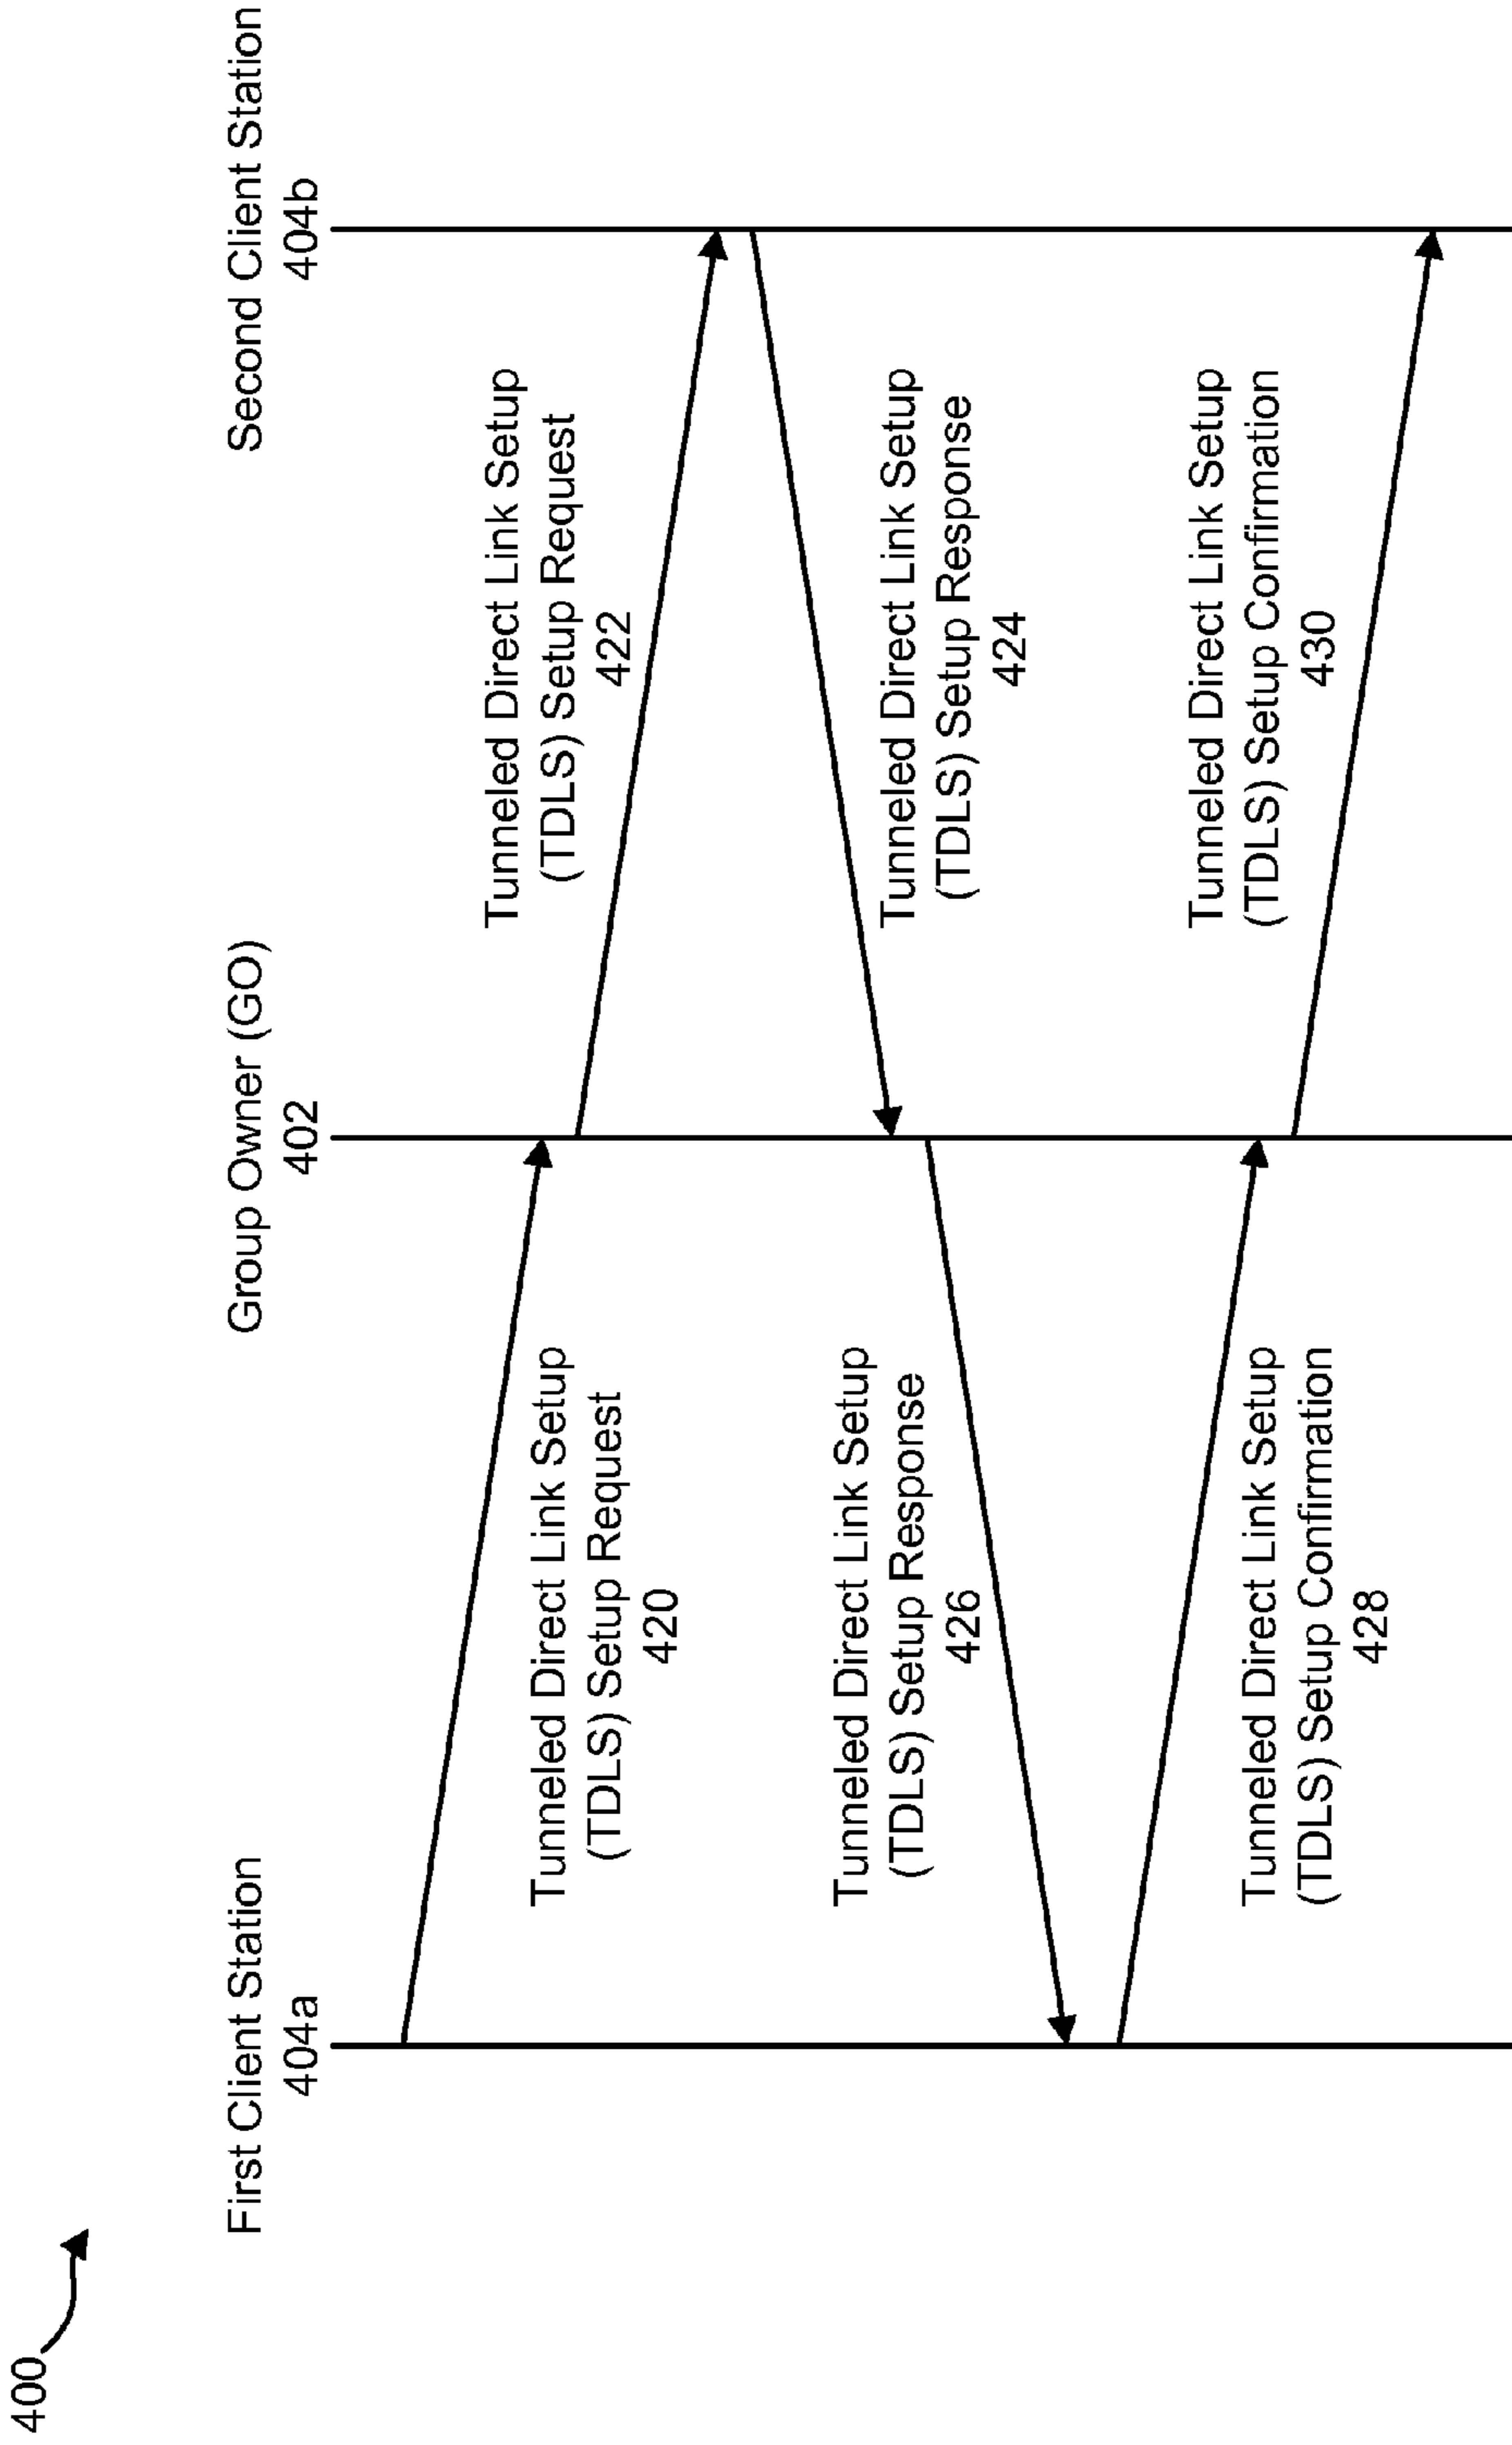 400
First Client Station
404a
Group Owner (GO)
402
Second Client Station
404b
Tunneled Direct Link Setup
(TDLS) Setup Request
420
Tunneled Direct Link Setup
(TDLS) Setup Request
422
Tunneled Direct Link Setup
(TDLS) Setup Response
424
Tunneled Direct Link Setup
(TDLS) Setup Response
426
Tunneled Direct Link Setup
(TDLS) Setup Confirmation
428
Tunneled Direct Link Setup
(TDLS) Setup Confirmation
430